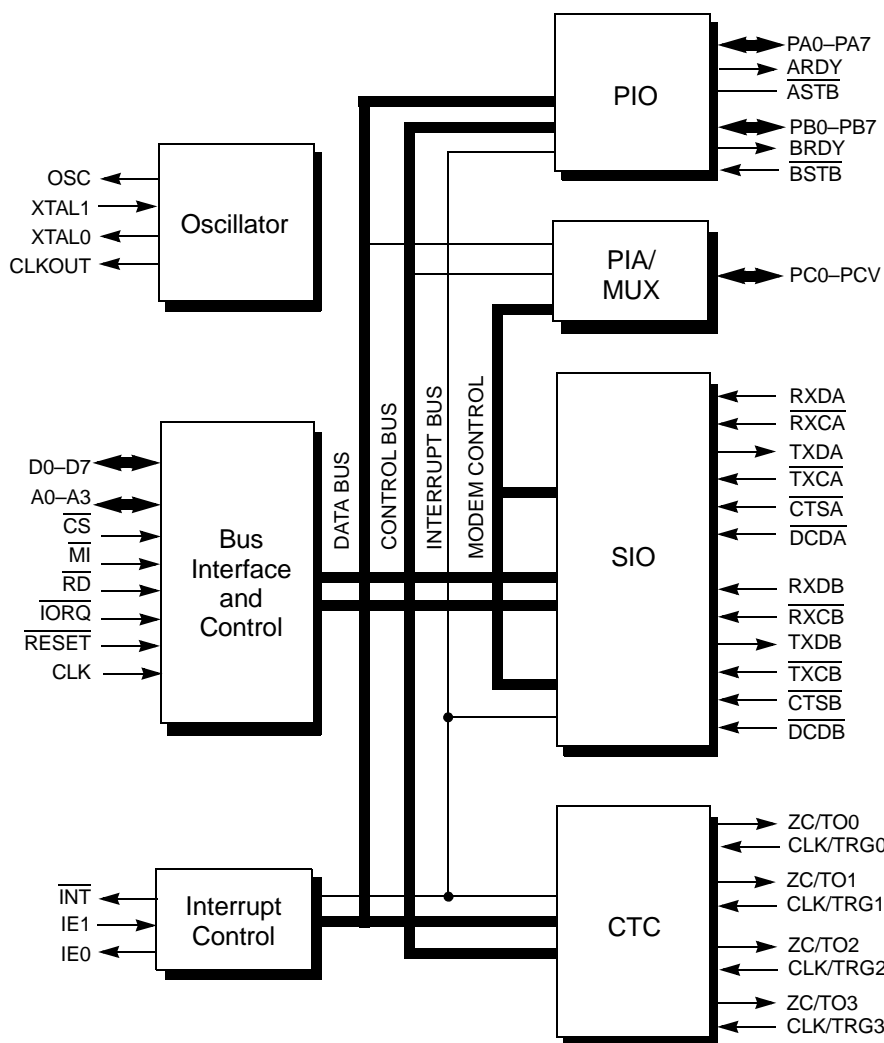 PIO
PA0–PA7
ARDY
ASTB
PB0–PB7
BRDY
BSTB
OSC
XTAL1
XTAL0
CLKOUT
Oscillator
PIA/
MUX
PC0–PCV
DATA BUS
CONTROL BUS
INTERRUPT BUS
MODEM CONTROL
D0–D7
A0–A3
CS
MI
RD
IORQ
RESET
CLK
Bus
Interface
and
Control
SIO
RXDA
RXCA
TXDA
TXCA
CTSA
DCDA
RXDB
RXCB
TXDB
TXCB
CTSB
DCDB
INT
IE1
IE0
Interrupt
Control
CTC
ZC/TO0
CLK/TRG0
ZC/TO1
CLK/TRG1
ZC/TO2
CLK/TRG2
ZC/TO3
CLK/TRG3